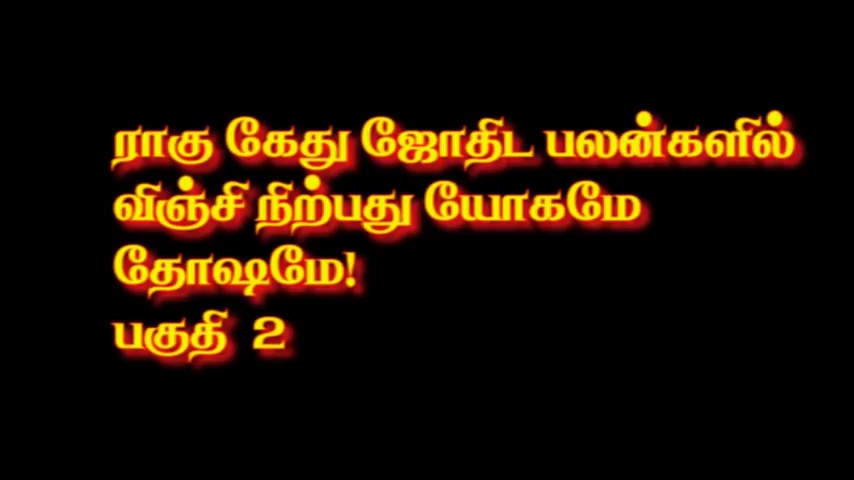 ராகு கேது ஜோதிட பலன்களில்
விஞ்சி நிற்பது யோகமே
தோஷமே!
பகுதி 2